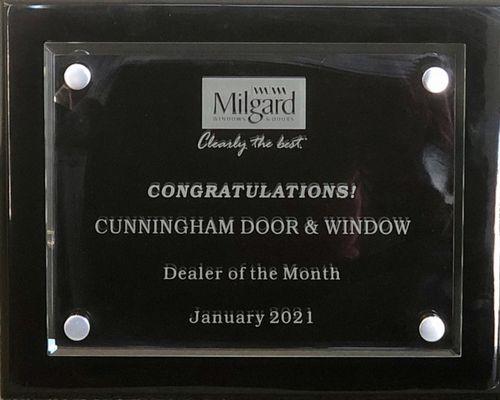 Milgard
WINDOWS & DOORS
Clearly the best.
CONGRATULATIONS!
CUNNINGHAM DOOR & WINDOW
Dealer of the Month
January 2021